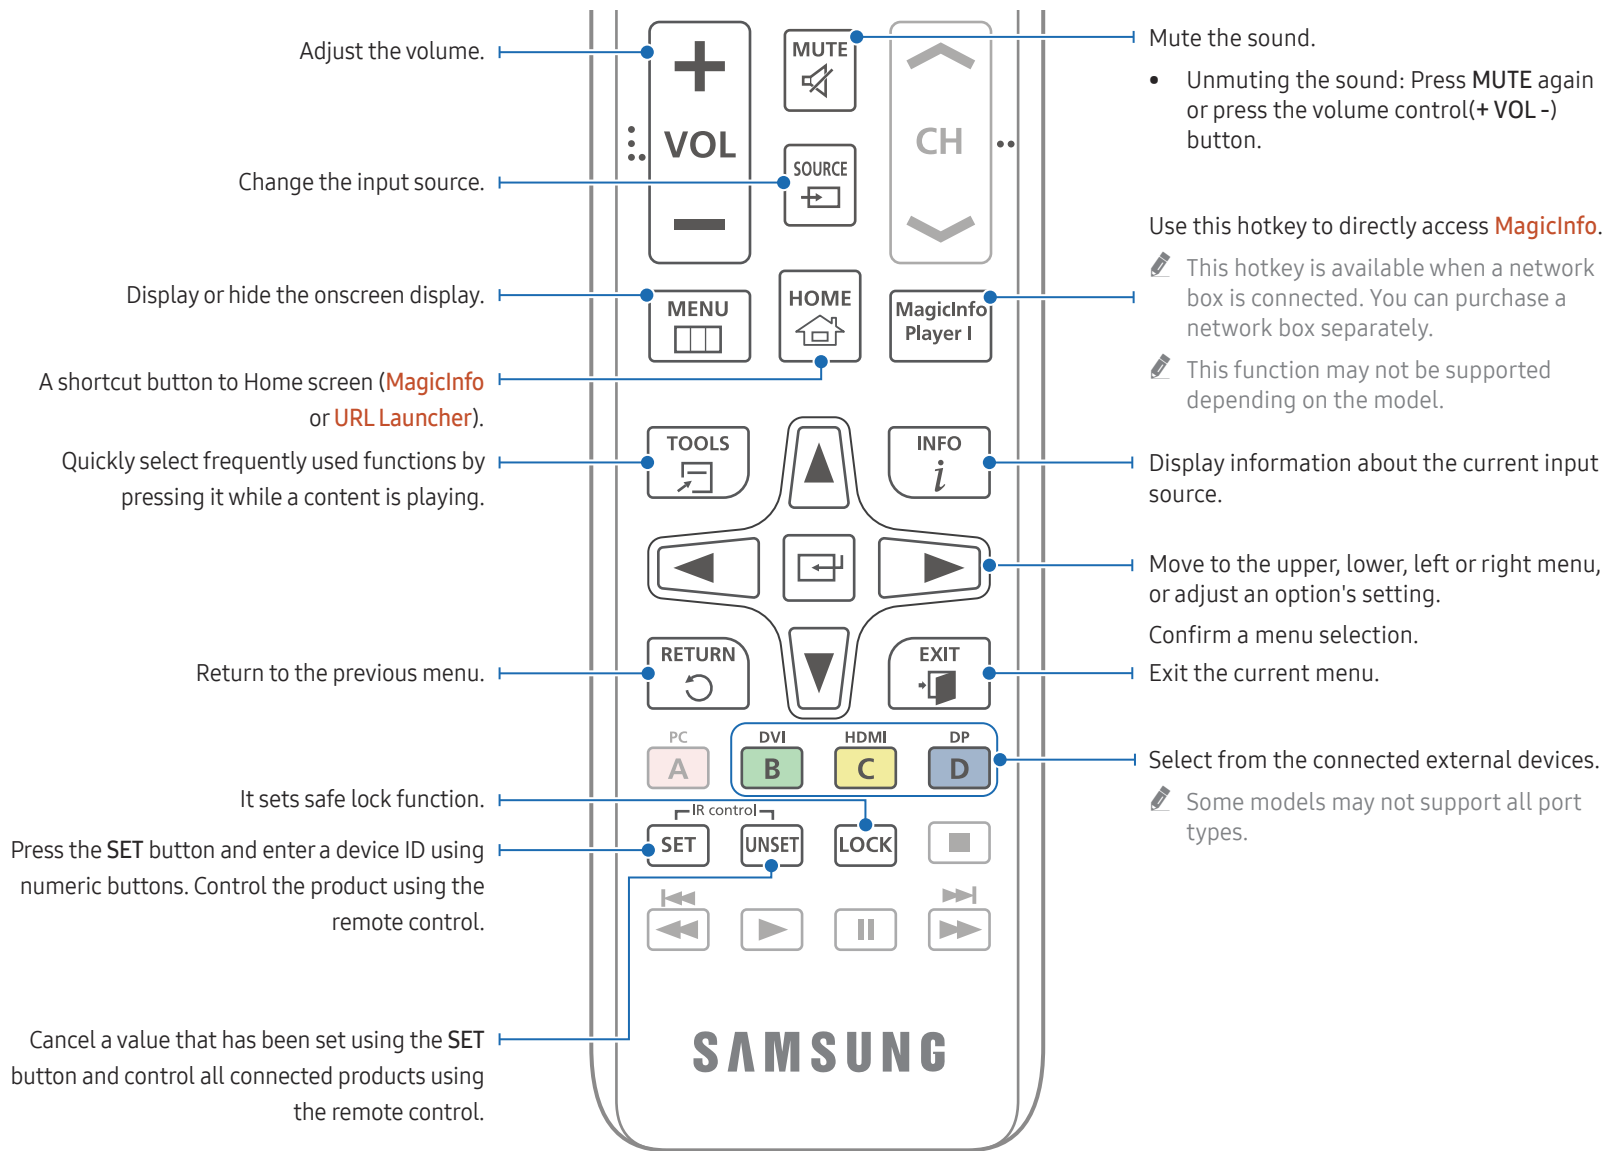 Adjust the volume.
Change the input source.
Display or hide the onscreen display.
A shortcut button to Home screen (MagicInfo
or URL Launcher).
Quickly select frequently used functions by
pressing it while a content is playing.
Return to the previous menu.
It sets safe lock function.
Press the SET button and enter a device ID using
numeric buttons. Control the product using the
remote control.
Cancel a value that has been set using the SET
button and control all connected products using
the remote control.
MUTE
VOL
CH
SOURCE
MENU
HOME
MagicInfo
Player I
TOOLS
INFO
i
RETURN
EXIT
PC
DVI
HDMI
DP
A
B
C
D
IR control
SET
UNSET
LOCK
SAMSUNG
Mute the sound.
• Unmuting the sound: Press MUTE again
or press the volume control(+ VOL -)
button.
Use this hotkey to directly access MagicInfo.
This hotkey is available when a network
box is connected. You can purchase a
network box separately.
This function may not be supported
depending on the model.
Display information about the current input
source.
Move to the upper, lower, left or right menu,
or adjust an option's setting.
Confirm a menu selection.
Exit the current menu.
Select from the connected external devices.
Some models may not support all port
types.